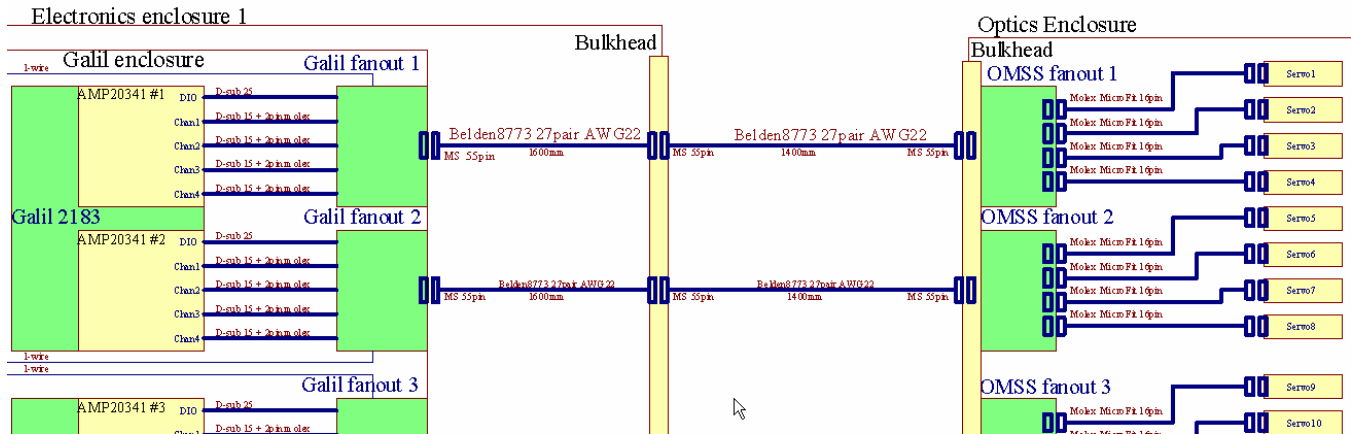 Electronics enclosure 1
Optics Enclosure
Bulkhead
Bulkhead
Galil enclosure
Galil fanout 1
OMSS fanout 1
1-wire
AMP20341 #1
DIO
D-sub 25
Chan1
D-sub 15 + 2pin molex
Chan2
D-sub 15 + 2pin molex
Chan3
D-sub 15 + 2pin molex
Chan4
D-sub 15 + 2pin molex
Belden8773 27pair AWG22
MS 55pin
1600mm
Belden8773 27pair AWG22
MS 55pin
1400mm
MS 55pin
Molex MicroFit 16pin
Molex MicroFit 16pin
Molex MicroFit 16pin
Molex MicroFit 16pin
Servo1
Servo2
Servo3
Servo4
Galil 2183
Galil fanout 2
OMSS fanout 2
AMP20341 #2
DIO
D-sub 25
Chan1
D-sub 15 + 2pin molex
Chan2
D-sub 15 + 2pin molex
Chan3
D-sub 15 + 2pin molex
Chan4
D-sub 15 + 2pin molex
Belden8773 27pair AWG22
MS 55pin
1600mm
Belden8773 27pair AWG22
MS 55pin
1400mm
MS 55pin
Molex MicroFit 16pin
Molex MicroFit 16pin
Molex MicroFit 16pin
Molex MicroFit 16pin
Servo5
Servo6
Servo7
Servo8
1-wire
1-wire
Galil fanout 3
OMSS fanout 3
AMP20341 #3
DIO
D-sub 25
D-sub 15 + 2pin molex
Molex MicroFit 16pin
Molex MicroFit 16pin
Servo9
Servo10